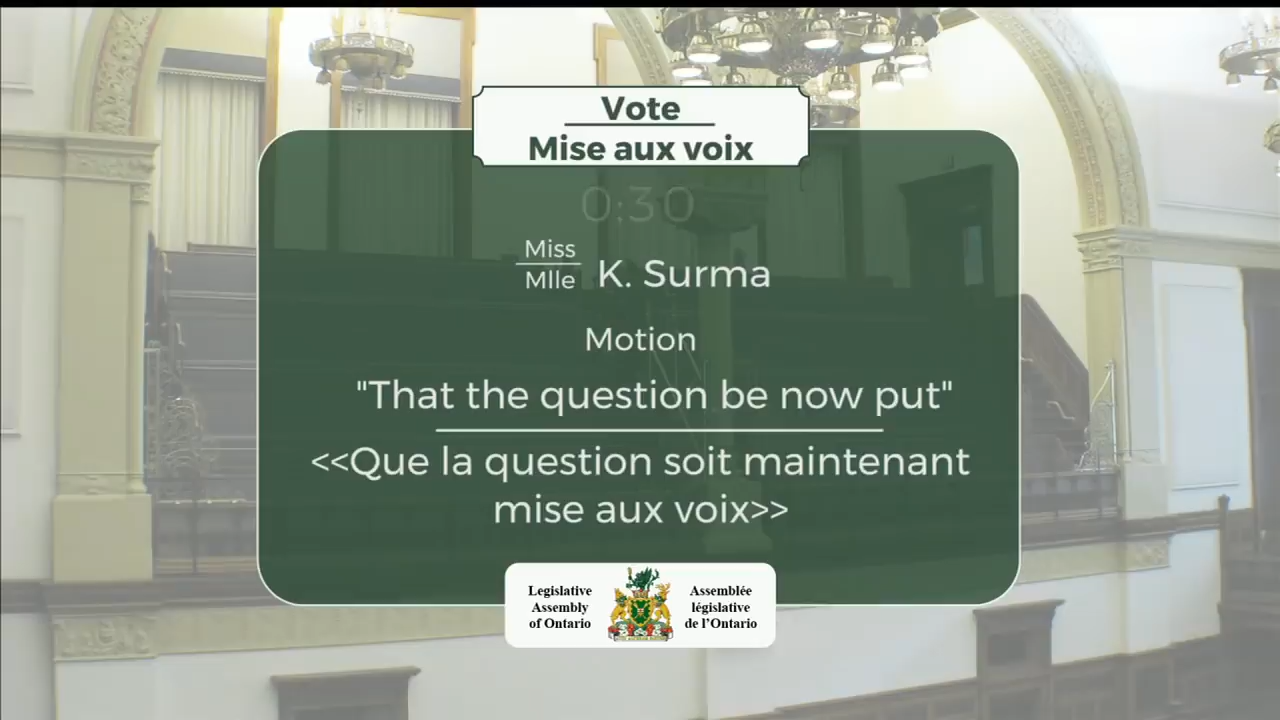 Vote
Mise aux voix
0:30
Miss
Mlle
K. Surma
Motion
"That the question be now put"
<<Que la question soit maintenant
mise aux voix>>
Legislative
Assembly
of Ontario
Assemblée
législative
de l'Ontario